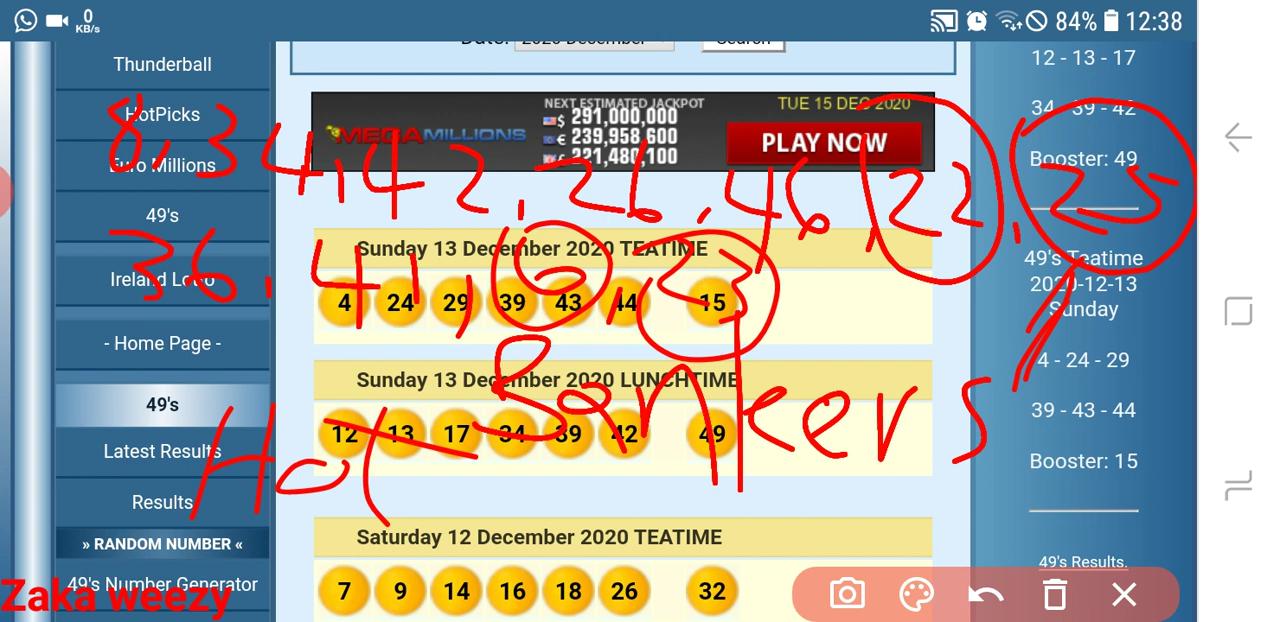 0
KB/s
84% 12:38
Thunderball
HotPicks
Euro Millions
49's
Ireland Lotto
- Home Page -
49's
Latest Results
Results
» RANDOM NUMBER «
49's Number Generator
Zaka weezy
Date: 2020 December Search
MEGAMILLIONS
NEXT ESTIMATED JACKPOT
$ 291,000,000
€ 239,958,600
£ 221,480,100
TUE 15 DEC 2020
PLAY NOW
8, 34, 42, 26, 46, 22, 25
36, 41, 6, 23
Hot Bankers
Sunday 13 December 2020 TEATIME
4 24 29 39 43 44 15
Sunday 13 December 2020 LUNCHTIME
12 13 17 34 39 42 49
Saturday 12 December 2020 TEATIME
7 9 14 16 18 26 32
12 - 13 - 17
34 - 39 - 42
Booster: 49
49's Teatime
2020-12-13
Sunday
4 - 24 - 29
39 - 43 - 44
Booster: 15
49's Results.